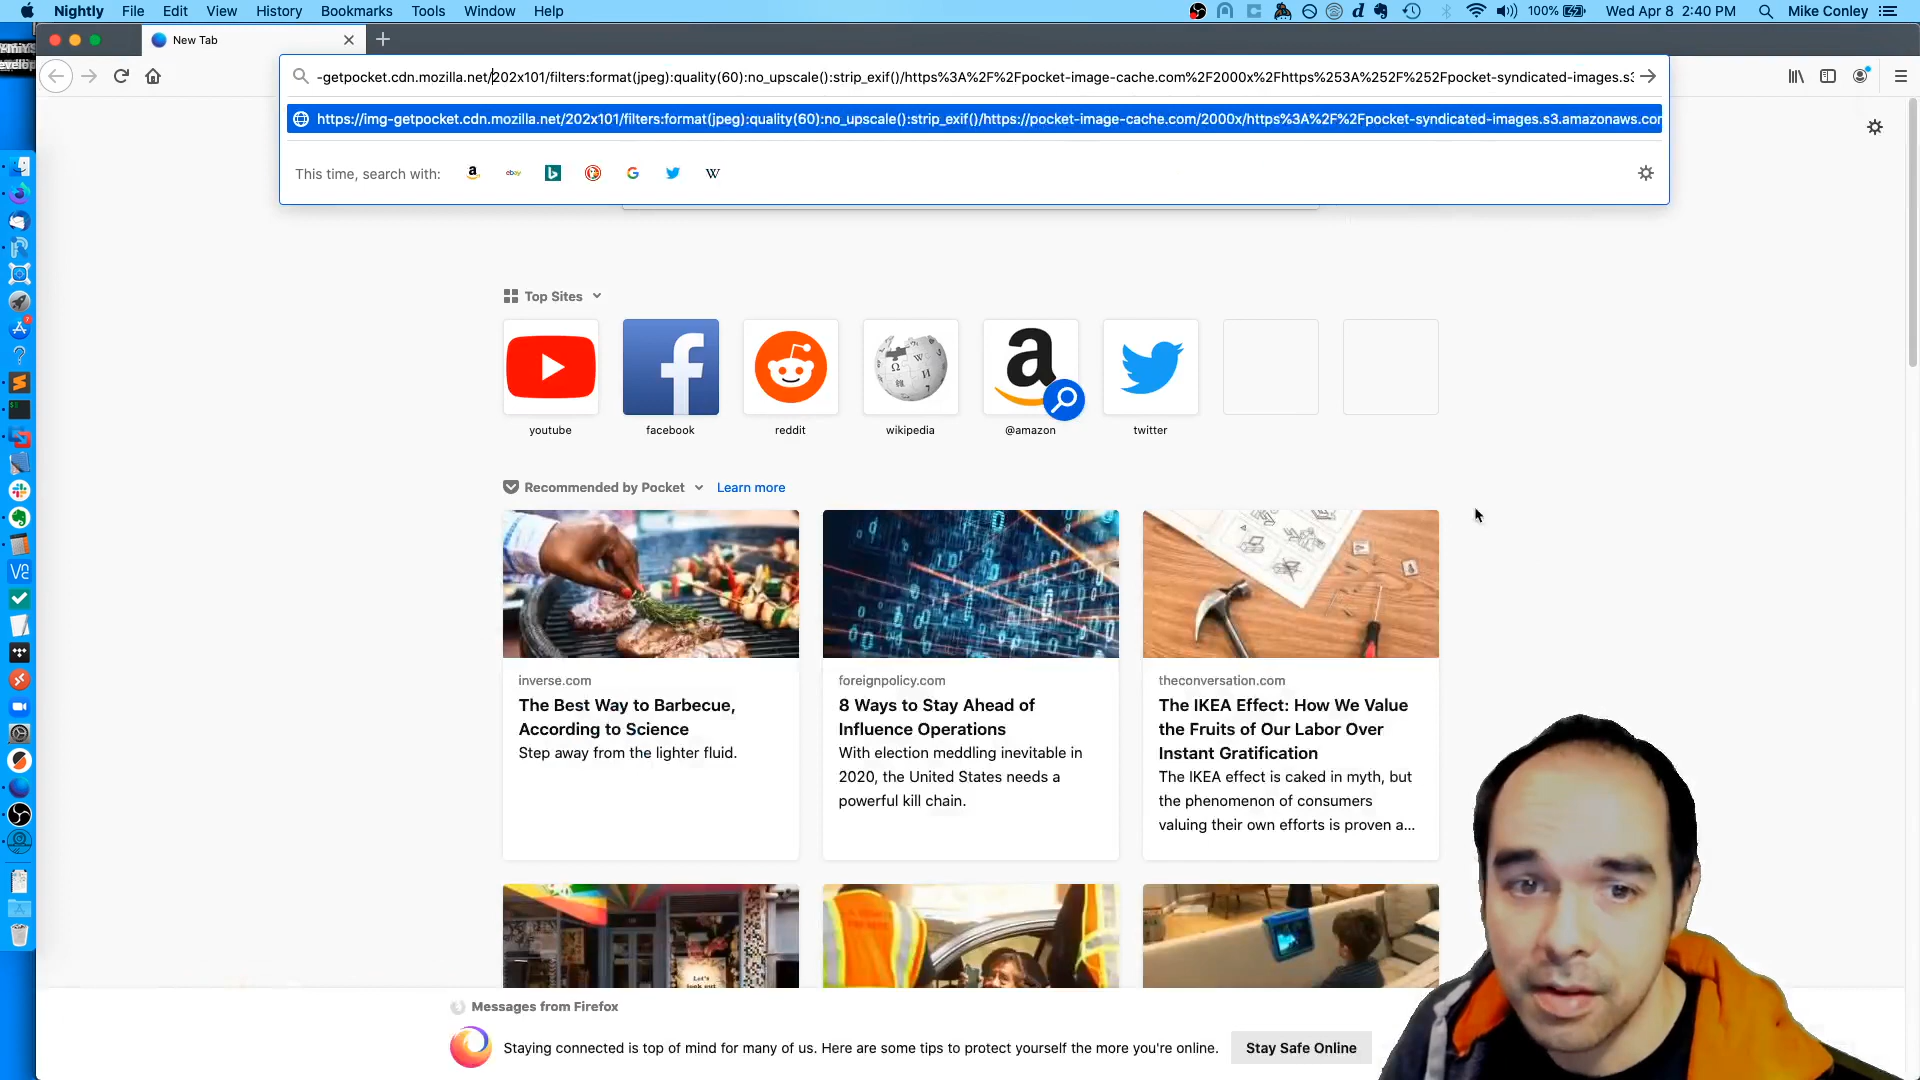 Nightly File Edit View History Bookmarks Tools Window Help
100% Wed Apr 8 2:40 PM Mike Conley
New Tab
-getpocket.cdn.mozilla.net/202x101/filters:format(jpeg):quality(60):no_upscale():strip_exif()/https%3A%2F%2Fpocket-image-cache.com%2F2000x%2Fhttps%253A%252F%252Fpocket-syndicated-images.s3
https://img-getpocket.cdn.mozilla.net/202x101/filters:format(jpeg):quality(60):no_upscale():strip_exif()/https://pocket-image-cache.com/2000x/https%3A%2F%2Fpocket-syndicated-images.s3.amazonaws.com
This time, search with:
Top Sites
youtube
facebook
reddit
wikipedia
@amazon
twitter
Recommended by Pocket Learn more
inverse.com
The Best Way to Barbecue,
According to Science
Step away from the lighter fluid.
foreignpolicy.com
8 Ways to Stay Ahead of
Influence Operations
With election meddling inevitable in
2020, the United States needs a
powerful kill chain.
theconversation.com
The IKEA Effect: How We Value
the Fruits of Our Labor Over
Instant Gratification
The IKEA effect is caked in myth, but
the phenomenon of consumers
valuing their own efforts is proven a...
Let's
Messages from Firefox
Staying connected is top of mind for many of us. Here are some tips to protect yourself the more you're online.
Stay Safe Online